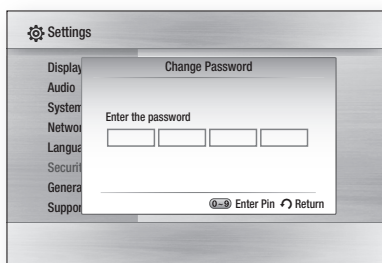 Settings
Change Password
Display
Audio
System
Networ
Langua
Securit
Genera
Suppor
Enter the password
0~9 Enter Pin Return